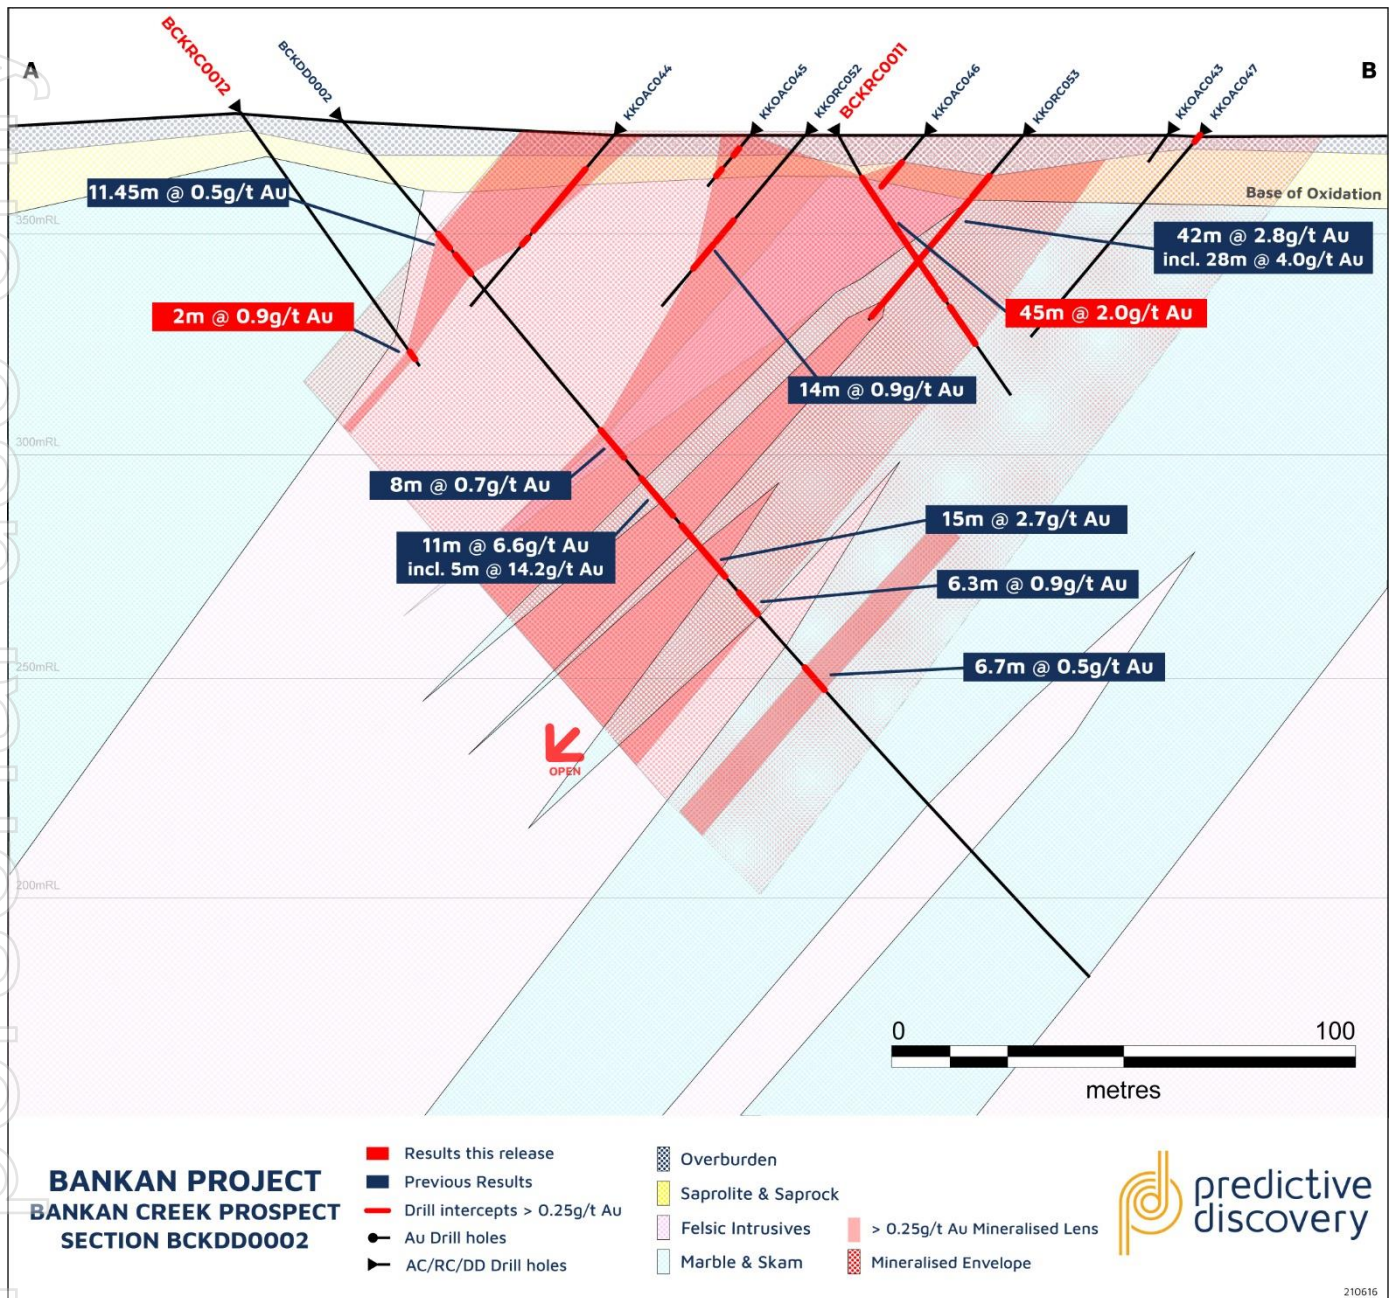 A
BCKRC0012
BCKDD0002
KKOAC044
KKOAC045
KKORC052
BCKRC0011
KKOAC046
KKORC053
KKOAC043
KKOAC047
B
11.45m @ 0.5g/t Au
Base of Oxidation
350mRL
42m @ 2.8g/t Au
incl. 28m @ 4.0g/t Au
2m @ 0.9g/t Au
45m @ 2.0g/t Au
14m @ 0.9g/t Au
300mRL
8m @ 0.7g/t Au
11m @ 6.6g/t Au
incl. 5m @ 14.2g/t Au
15m @ 2.7g/t Au
6.3m @ 0.9g/t Au
250mRL
6.7m @ 0.5g/t Au
OPEN
200mRL
0 100
metres
BANKAN PROJECT
BANKAN CREEK PROSPECT
SECTION BCKDD0002
Results this release
Previous Results
Drill intercepts > 0.25g/t Au
Au Drill holes
AC/RC/DD Drill holes
Overburden
Saprolite & Saprock
Felsic Intrusives
Marble & Skam
> 0.25g/t Au Mineralised Lens
Mineralised Envelope
predictive
discovery
210616